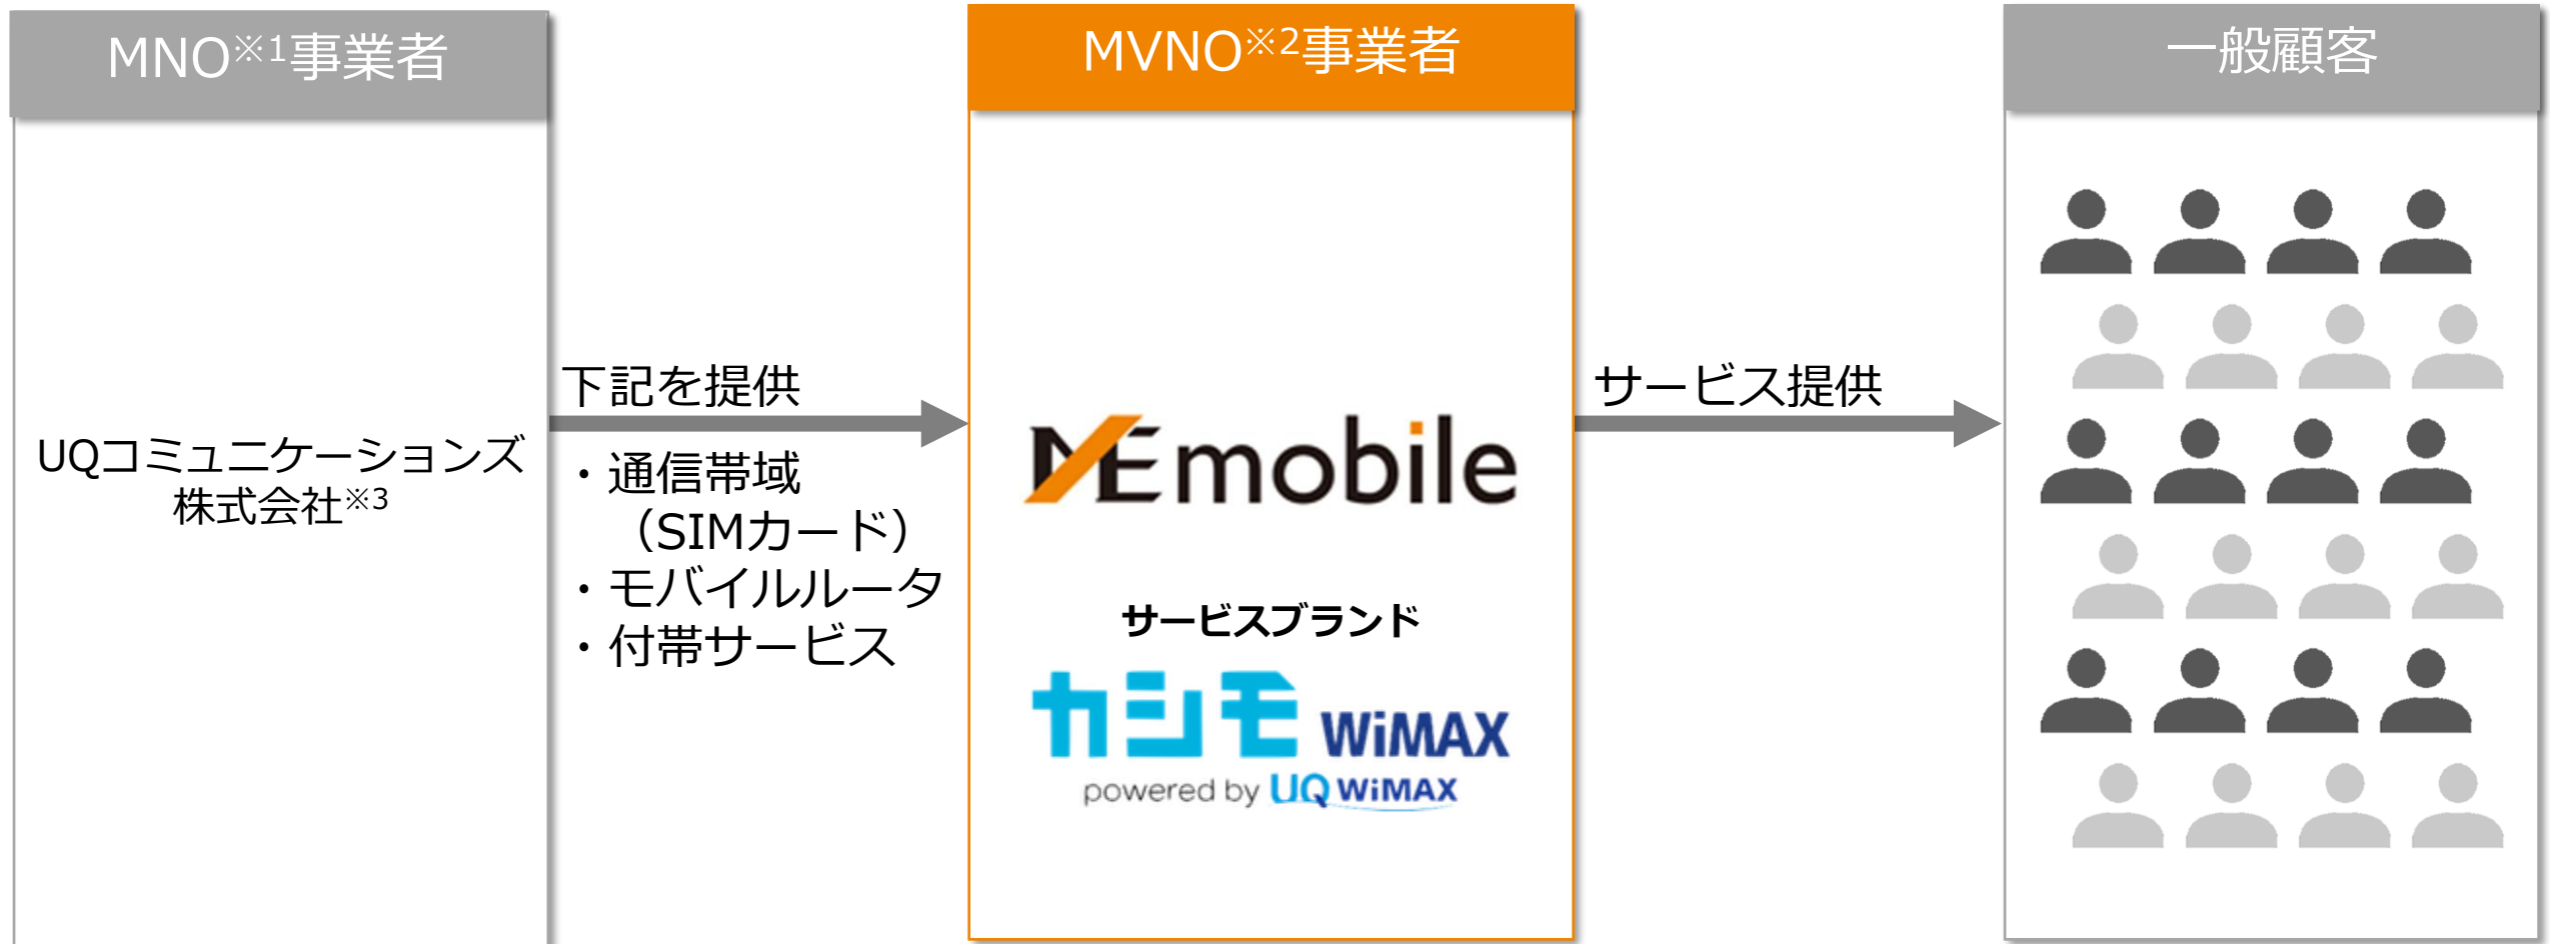 MNO※1事業者
UQコミュニケーションズ
株式会社※3
下記を提供
・通信帯域
（SIMカード）
・モバイルルータ
・付帯サービス
MVNO※2事業者
MEmobile
サービスブランド
カシモ WiMAX
powered by UQ WiMAX
サービス提供
一般顧客